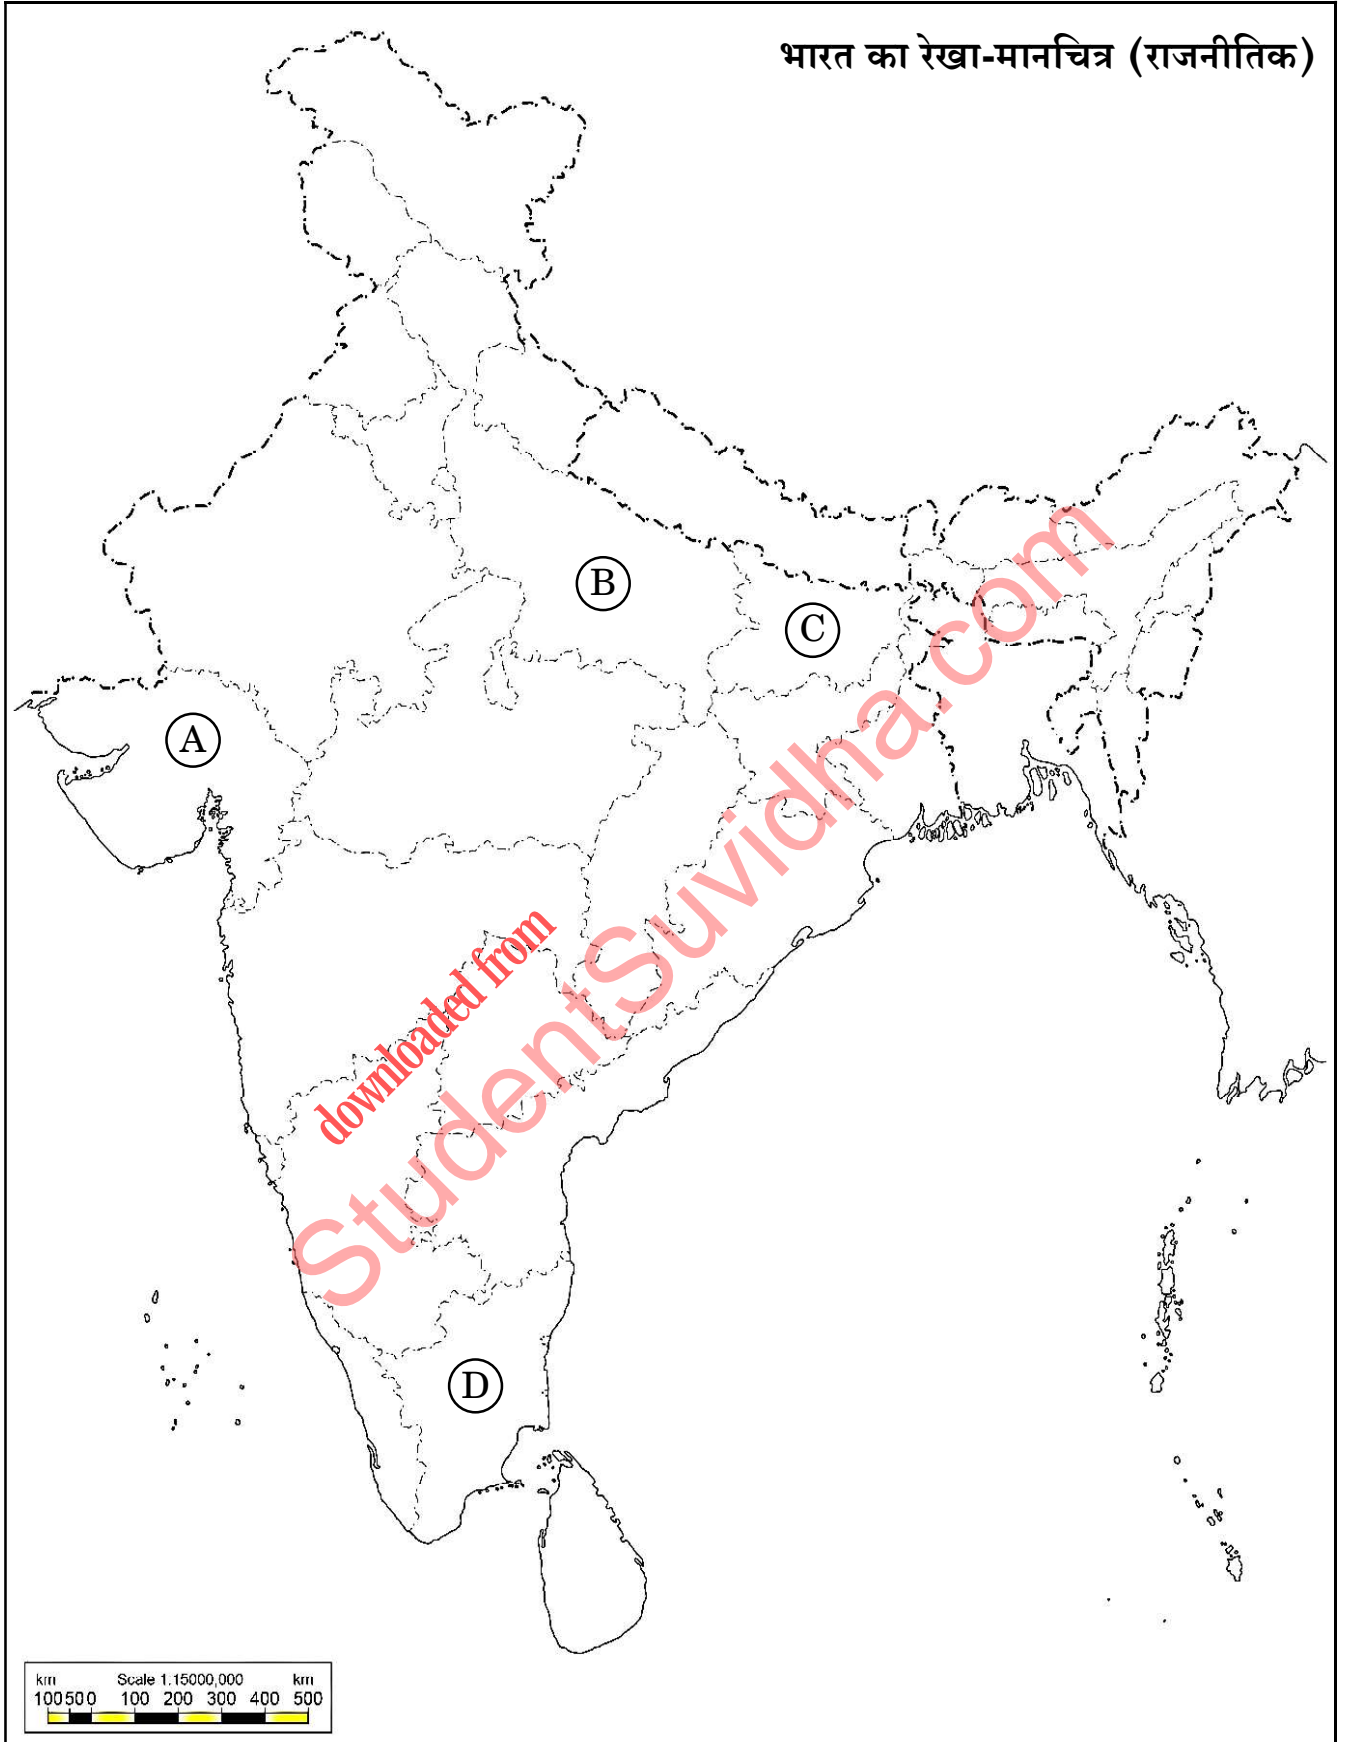 भारत का रेखा-मानचित्र (राजनीतिक)
B
C
A
D
downloaded from
StudentSuvidha.com
km Scale 1:15000,000 km
100 50 0 100 200 300 400 500